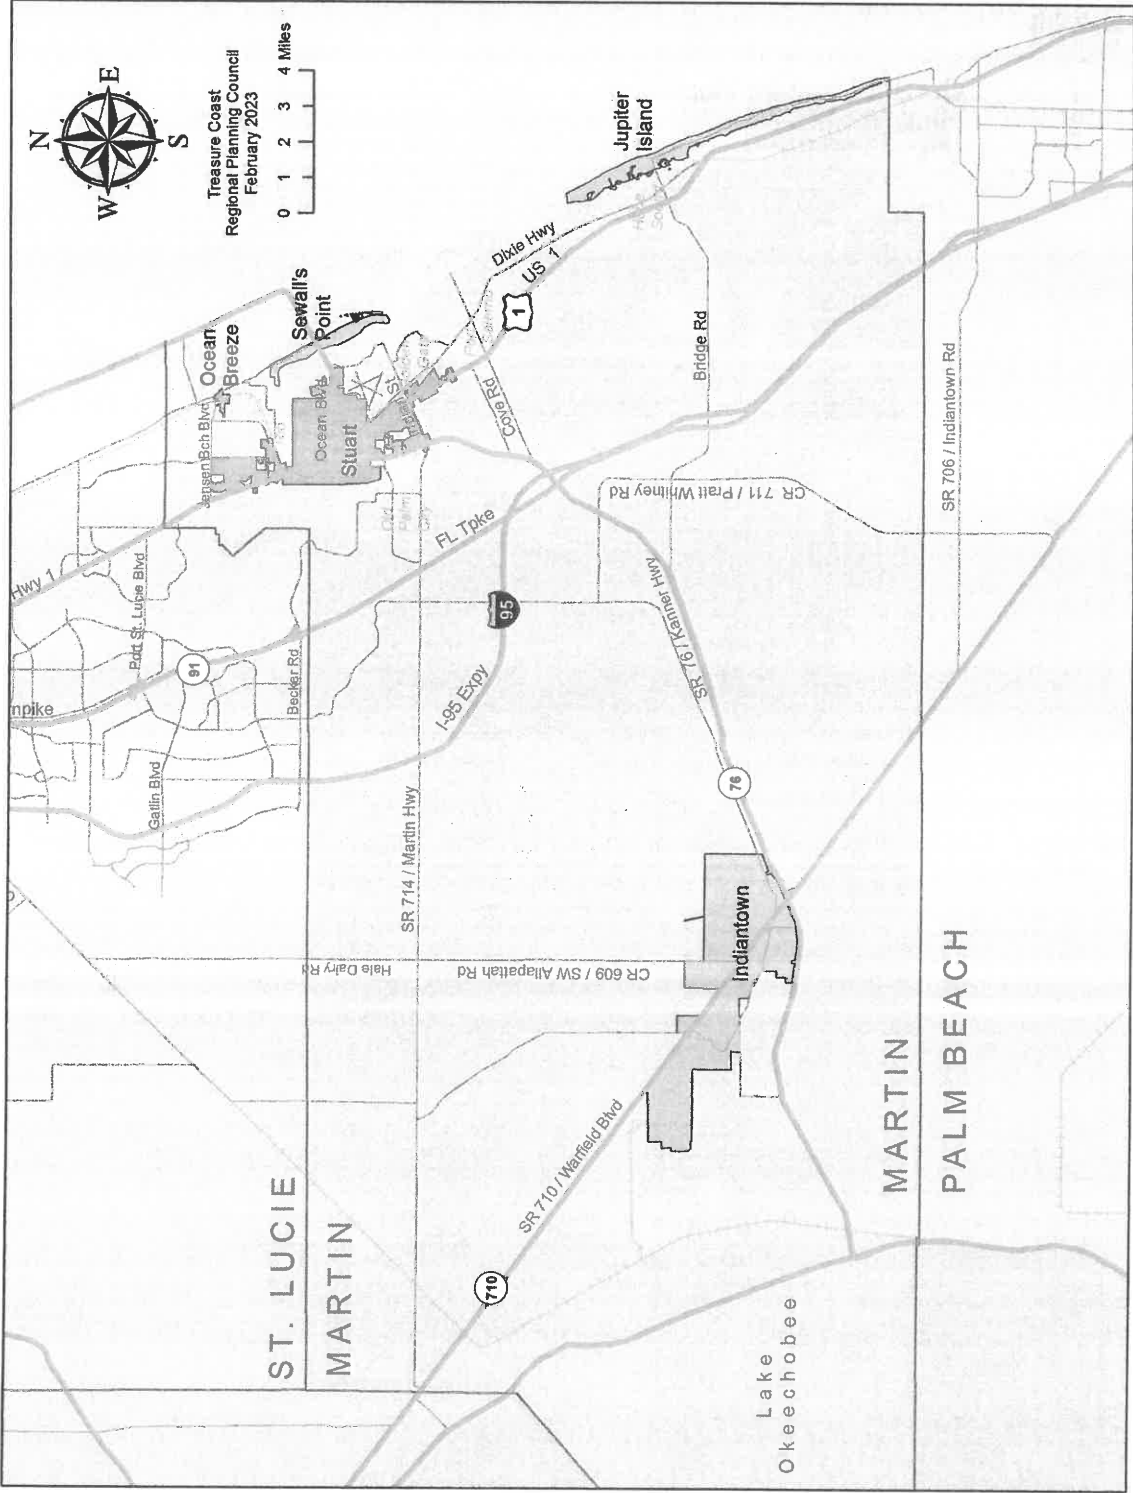 N
W
E
S
Treasure Coast
Regional Planning Council
February 2023
0 1 2 3 4 Miles
Hwy 1
Port St. Lucie Blvd
91
Gatlin Blvd
Becker Rd
Jensen Bch Blvd
Ocean
Breeze
Sewall's
Point
Ocean Blvd
Stuart
FL Tpke
Cove Rd
Dixie Hwy
US 1
1
Jupiter
Island
Bridge Rd
I-95 Expy
95
SR 714 / Martin Hwy
Hale Dairy Rd
CR 609 / SW Allapattah Rd
CR 711 / Pratt Whitney Rd
SR 76 / Kanner Hwy
76
SR 706 / Indiantown Rd
Indiantown
SR 710 / Warfield Blvd
710
ST. LUCIE
MARTIN
MARTIN
PALM BEACH
Lake
Okeechobee